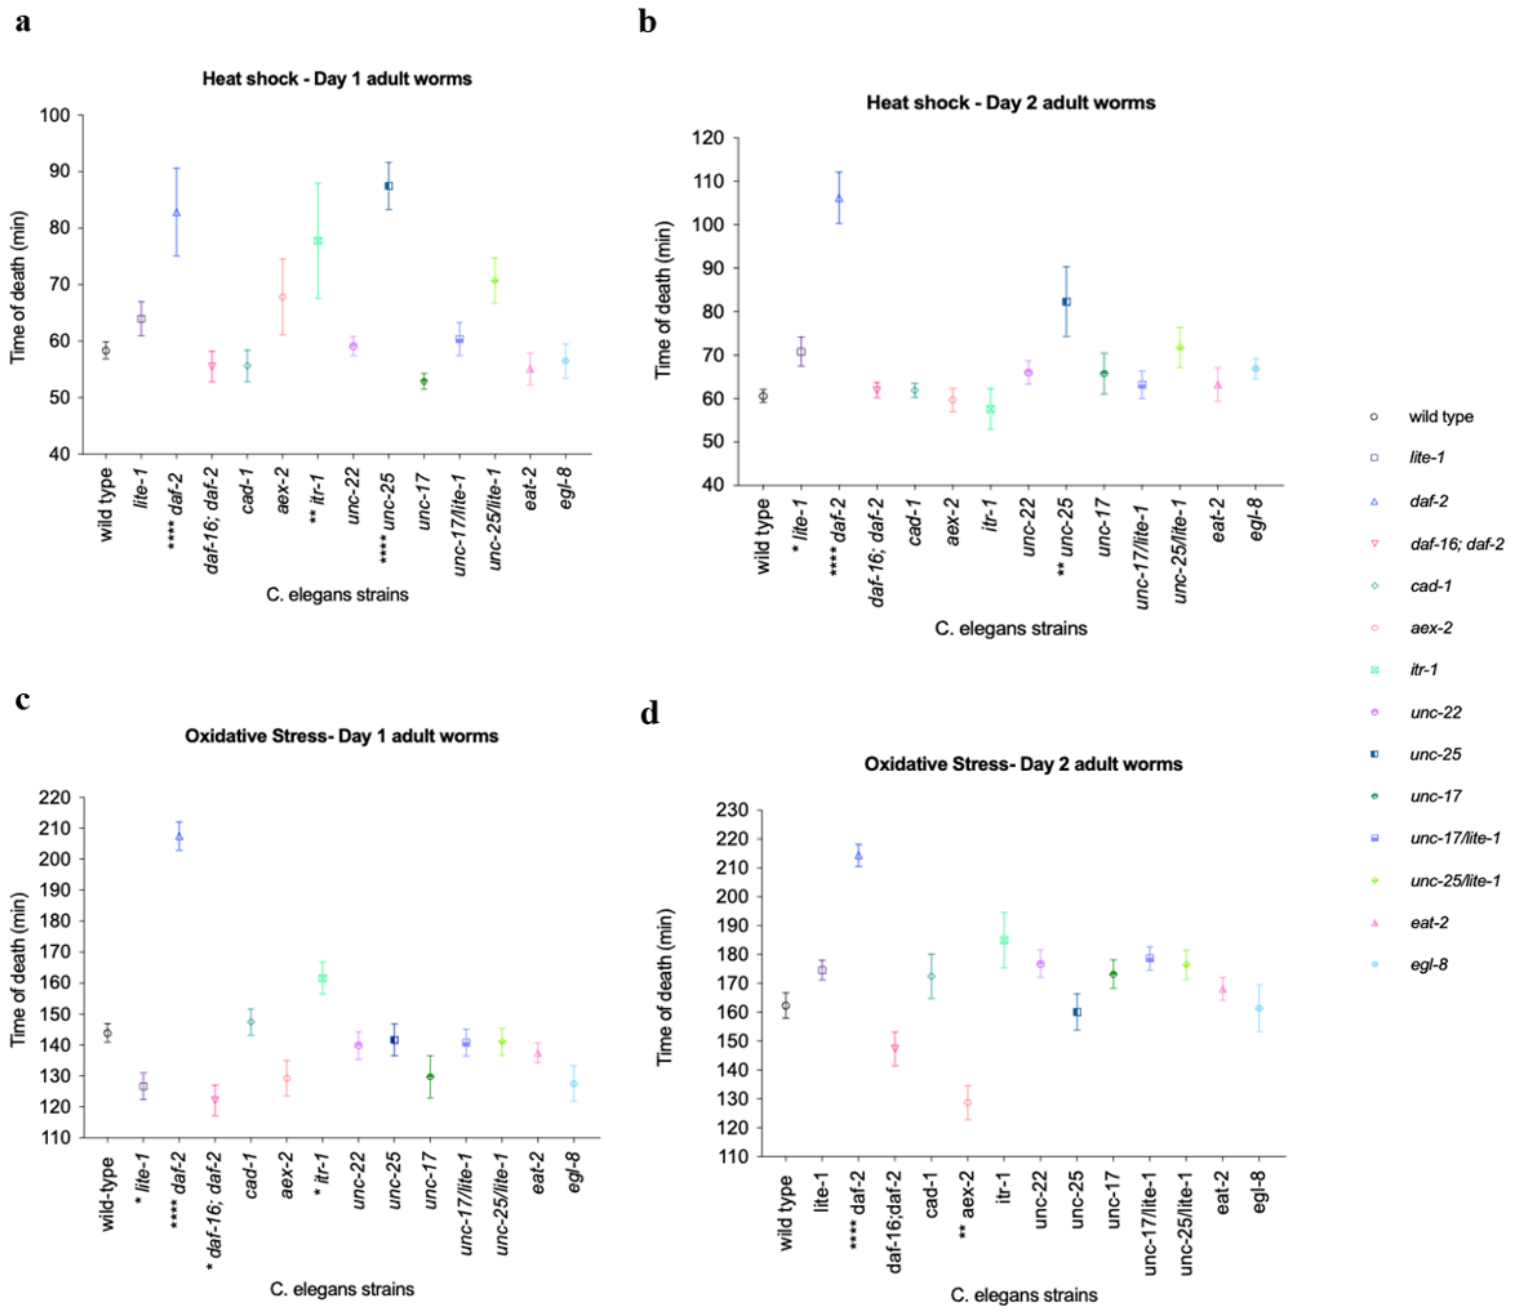 a
Heat shock - Day 1 adult worms
Time of death (min)
100
90
80
70
60
50
40
wild type
lite-1
**** daf-2
daf-16; daf-2
cad-1
aex-2
** itr-1
unc-22
**** unc-25
unc-17
unc-17/lite-1
unc-25/lite-1
eat-2
egl-8
C. elegans strains
b
Heat shock - Day 2 adult worms
Time of death (min)
120
110
100
90
80
70
60
50
40
wild type
* lite-1
**** daf-2
daf-16; daf-2
cad-1
aex-2
itr-1
unc-22
** unc-25
unc-17
unc-17/lite-1
unc-25/lite-1
eat-2
egl-8
C. elegans strains
wild type
lite-1
daf-2
daf-16; daf-2
cad-1
aex-2
itr-1
unc-22
unc-25
unc-17
unc-17/lite-1
unc-25/lite-1
eat-2
egl-8
c
Oxidative Stress- Day 1 adult worms
Time of death (min)
220
210
200
190
180
170
160
150
140
130
120
110
wild-type
* lite-1
**** daf-2
* daf-16; daf-2
cad-1
aex-2
* itr-1
unc-22
unc-25
unc-17
unc-17/lite-1
unc-25/lite-1
eat-2
egl-8
C. elegans strains
d
Oxidative Stress- Day 2 adult worms
Time of death (min)
230
220
210
200
190
180
170
160
150
140
130
120
110
wild type
lite-1
**** daf-2
daf-16;daf-2
cad-1
** aex-2
itr-1
unc-22
unc-25
unc-17
unc-17/lite-1
unc-25/lite-1
eat-2
egl-8
C. elegans strains